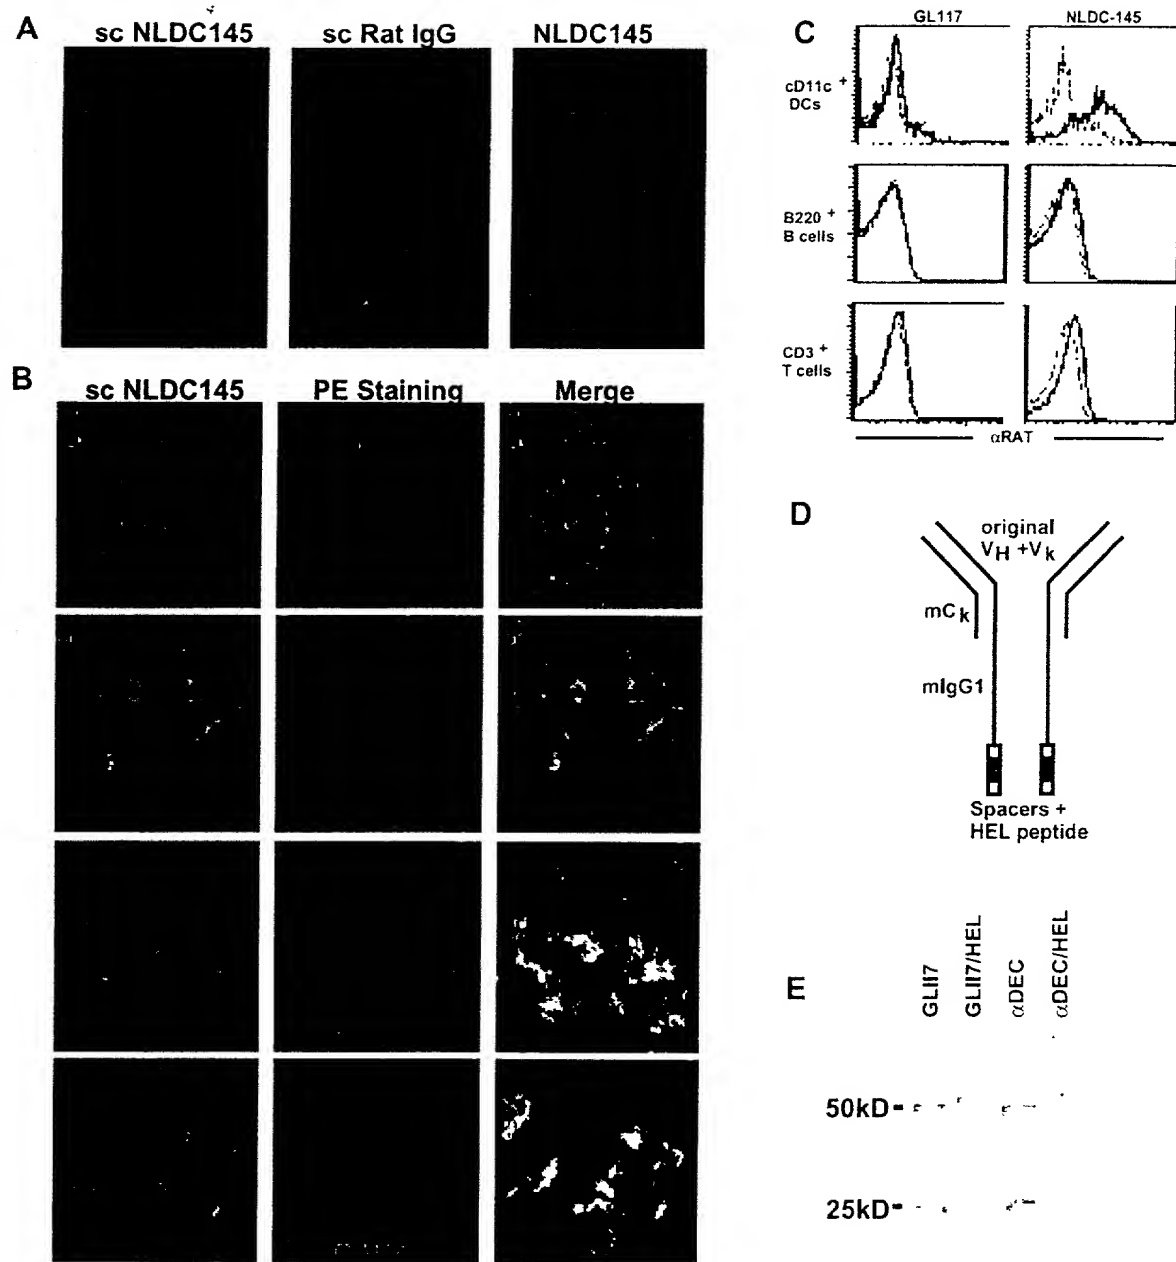 A
sc NLDC145
sc Rat IgG
NLDC145
B
sc NLDC145
PE Staining
Merge
C
GL117
NLDC-145
cD11c +
DCs
B220 +
B cells
CD3 +
T cells
αRAT
D
original
VH +Vk
mCk
mIgG1
Spacers +
HEL peptide
E
GLII7
GLII7/HEL
αDEC
αDEC/HEL
50kD
25kD